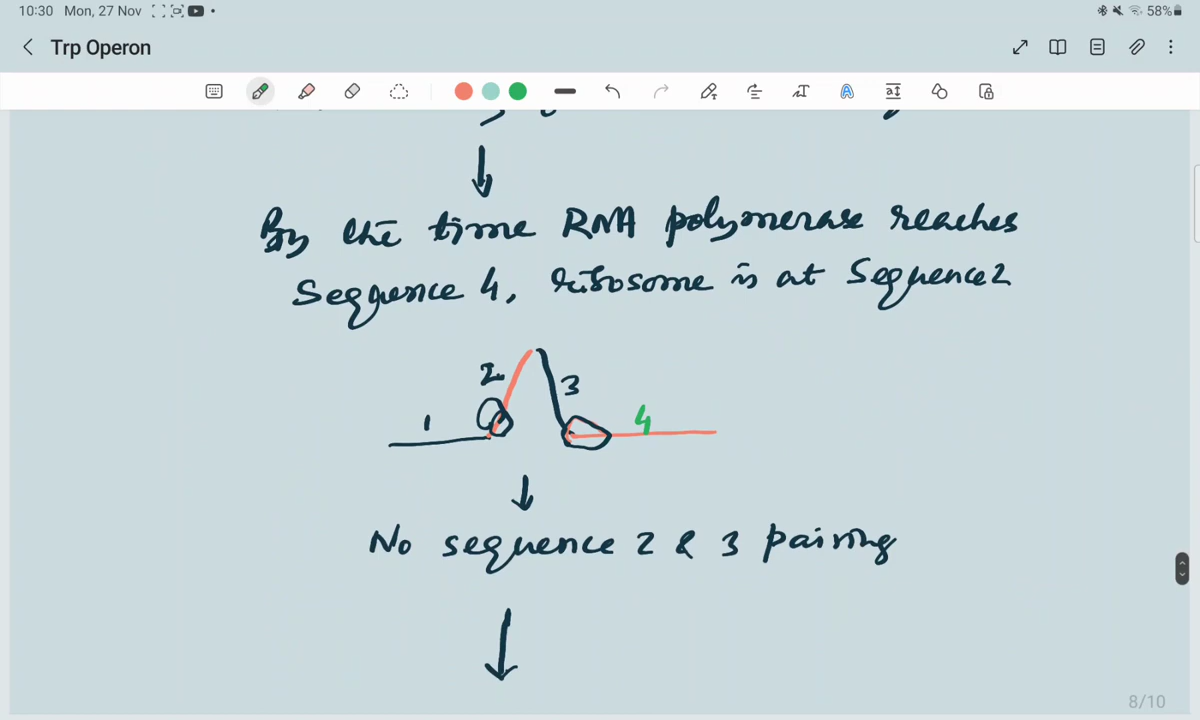 10:30 Mon, 27 Nov
58%
Trp Operon
By the time RNA polymerase reaches
Sequence 4, ribosome is at Sequence 2
2
3
1
4
No sequence 2 & 3 pairing
8/10